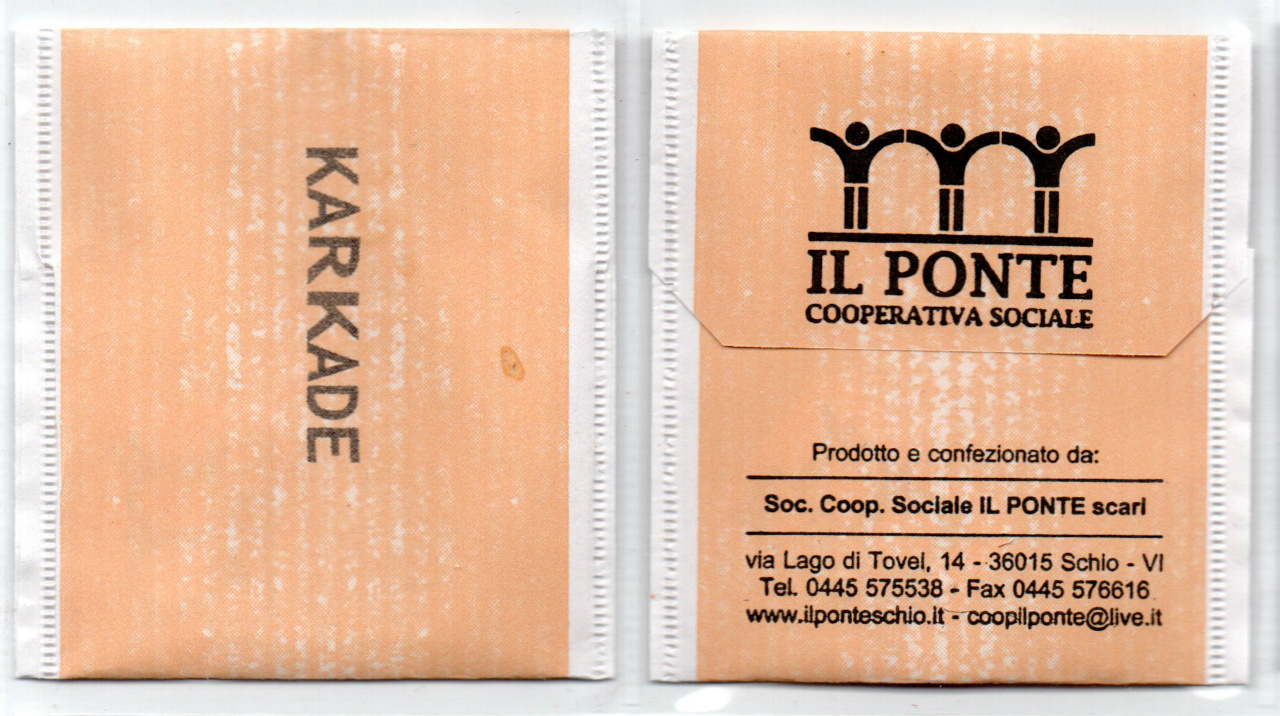 KARKADE
IL PONTE
COOPERATIVA SOCIALE
Prodotto e confezionato da:
Soc. Coop. Sociale IL PONTE scarl
via Lago di Tovel, 14 - 36015 Schio - VI
Tel. 0445 575538 - Fax 0445 576616
www.ilponteschio.it - coopilponte@live.it